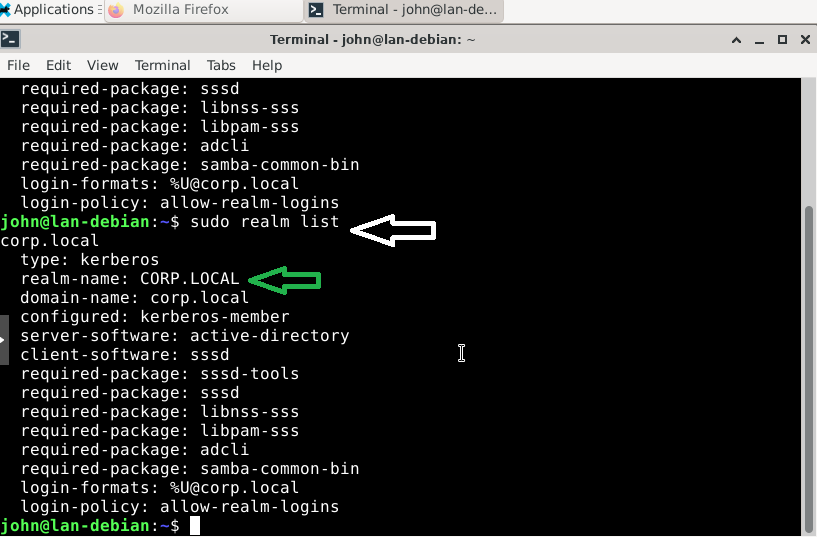 Applications
Mozilla Firefox
Terminal - john@lan-de...
Terminal - john@lan-debian: ~
File Edit View Terminal Tabs Help
required-package: sssd
required-package: libnss-sss
required-package: libpam-sss
required-package: adcli
required-package: samba-common-bin
login-formats: %U@corp.local
login-policy: allow-realm-logins
john@lan-debian:~$ sudo realm list
corp.local
type: kerberos
realm-name: CORP.LOCAL
domain-name: corp.local
configured: kerberos-member
server-software: active-directory
client-software: sssd
required-package: sssd-tools
required-package: sssd
required-package: libnss-sss
required-package: libpam-sss
required-package: adcli
required-package: samba-common-bin
login-formats: %U@corp.local
login-policy: allow-realm-logins
john@lan-debian:~$